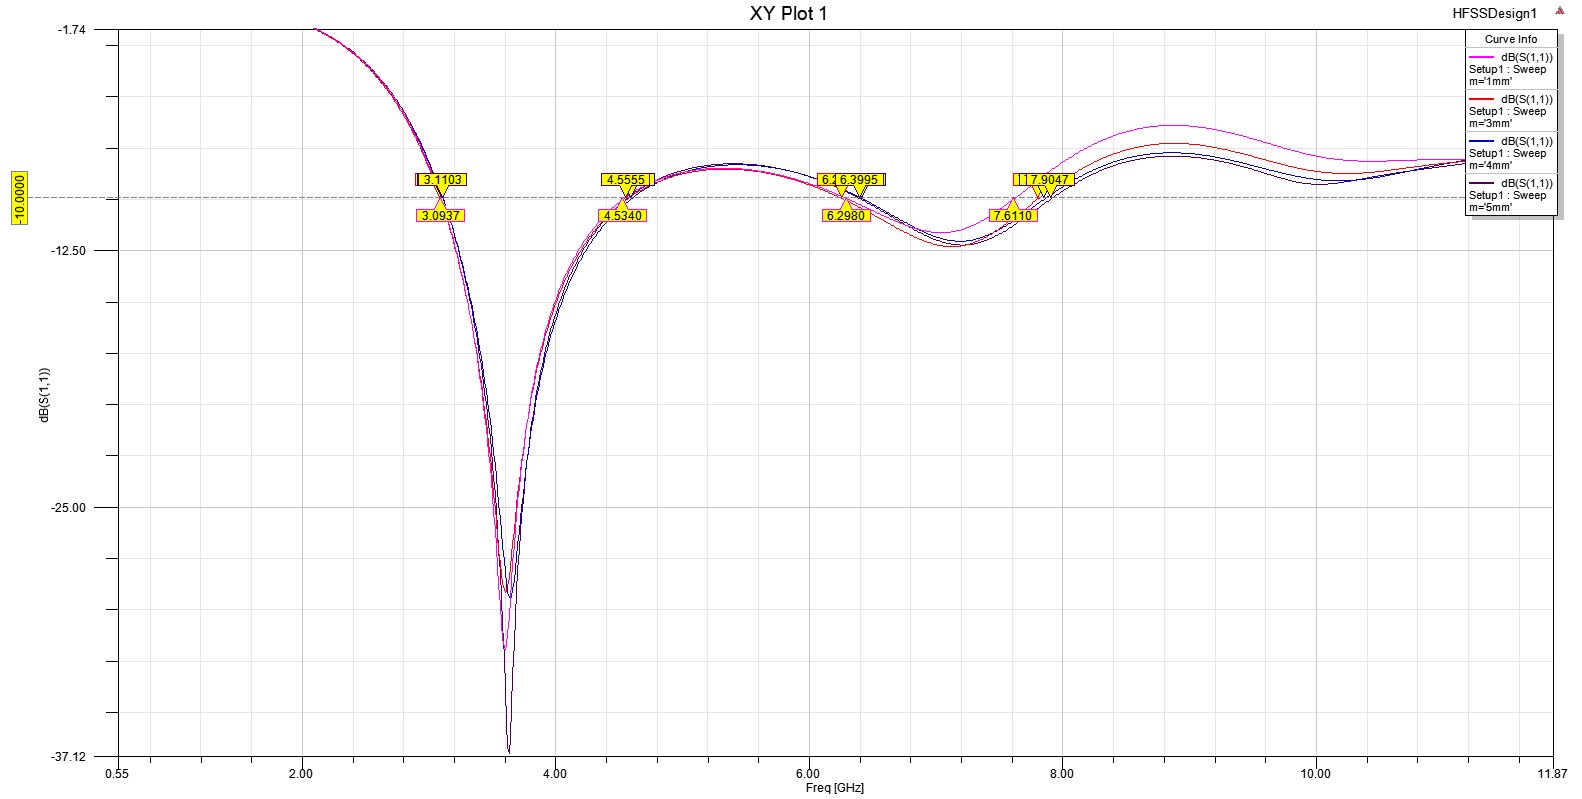 XY Plot 1
HFSSDesign1
Curve Info
dB(S(1,1))
Setup1 : Sweep
m='1mm'
dB(S(1,1))
Setup1 : Sweep
m='3mm'
dB(S(1,1))
Setup1 : Sweep
m='4mm'
dB(S(1,1))
Setup1 : Sweep
m='5mm'
-1.74
-10.0000
3.1103
4.5555
6.3995
7.9047
3.0937
4.5340
6.2980
7.6110
-12.50
-25.00
-37.12
dB(S(1,1))
0.55
2.00
4.00
6.00
8.00
10.00
11.87
Freq [GHz]